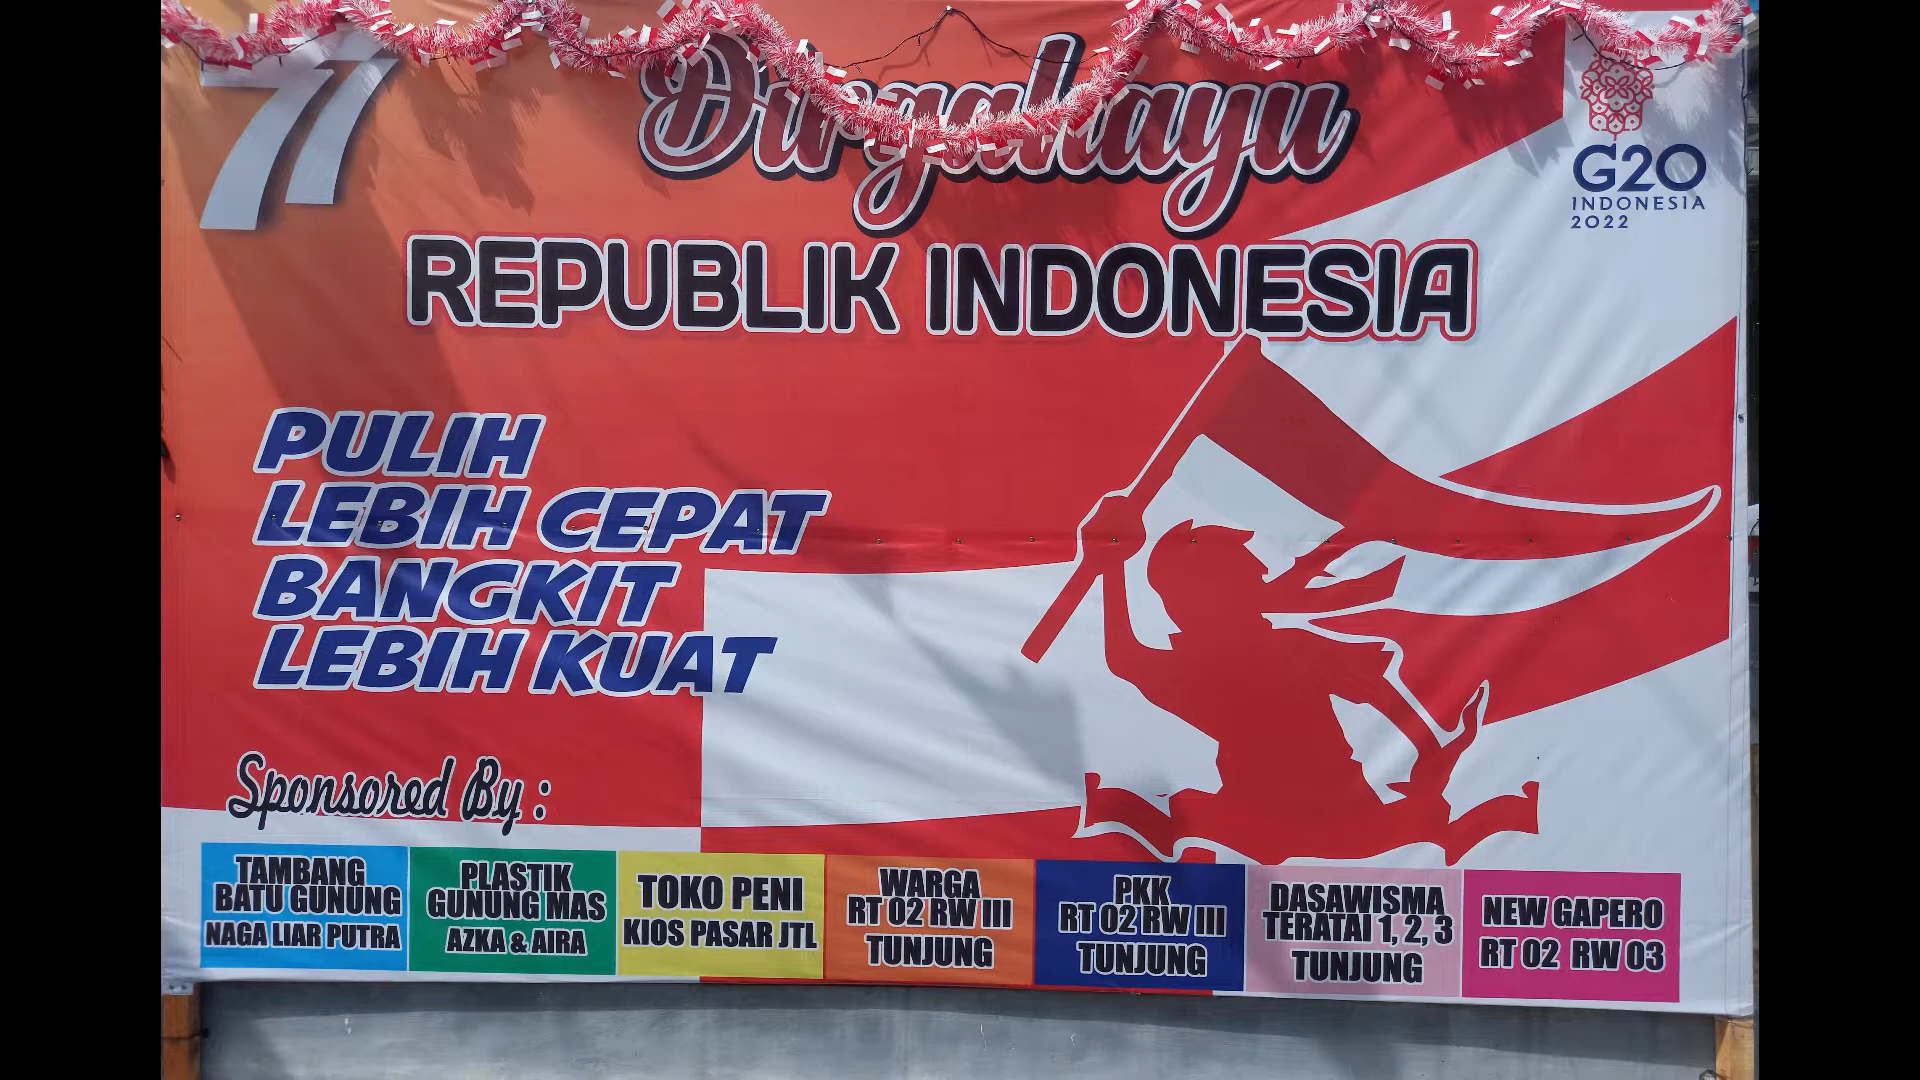 77
Dirgahayu
REPUBLIK INDONESIA
G20
INDONESIA
2022
PULIH
LEBIH CEPAT
BANGKIT
LEBIH KUAT
Sponsored By :
TAMBANG
BATU GUNUNG
NAGA LIAR PUTRA
PLASTIK
GUNUNG MAS
AZKA & AIRA
TOKO PENI
KIOS PASAR JTL
WARGA
RT 02 RW III
TUNJUNG
PKK
RT 02 RW III
TUNJUNG
DASAWISMA
TERATAI 1, 2, 3
TUNJUNG
NEW GAPERO
RT 02 RW 03